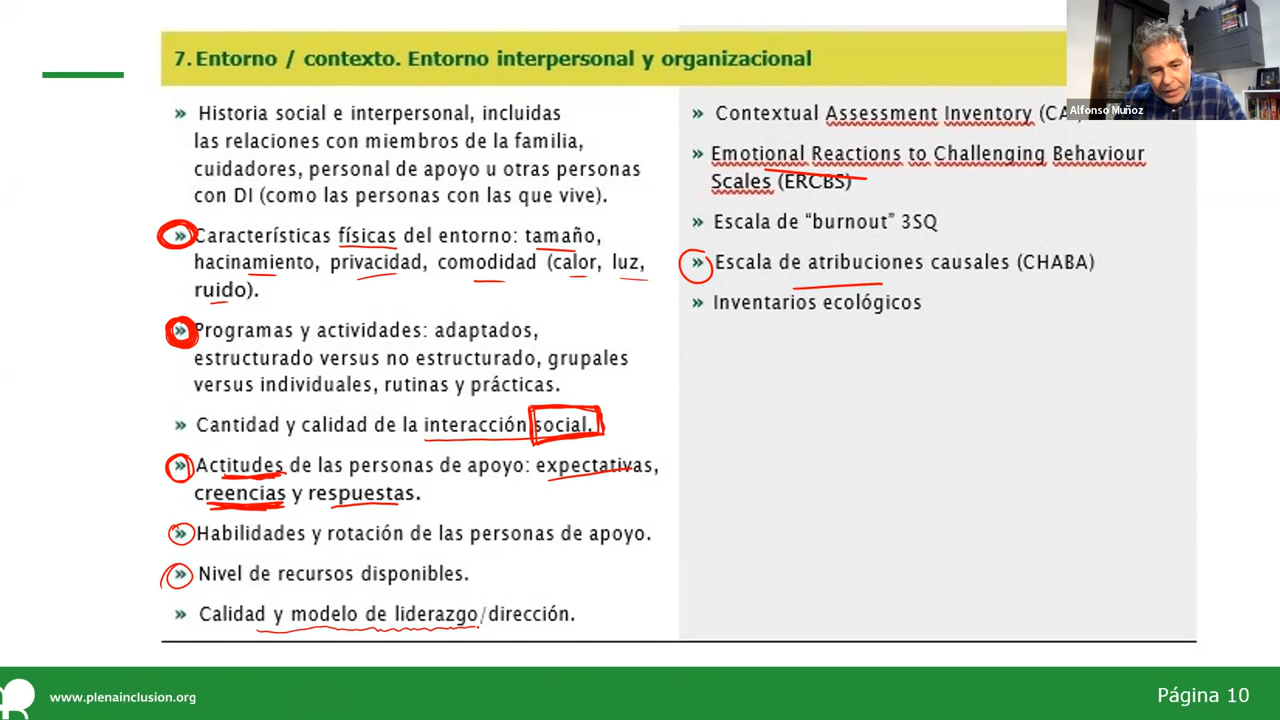 7. Entorno / contexto. Entorno interpersonal y organizacional
» Historia social e interpersonal, incluidas
las relaciones con miembros de la familia,
cuidadores, personal de apoyo u otras personas
con DI (como las personas con las que vive).
» Características físicas del entorno: tamaño,
hacinamiento, privacidad, comodidad (calor, luz,
ruido).
» Programas y actividades: adaptados,
estructurado versus no estructurado, grupales
versus individuales, rutinas y prácticas.
» Cantidad y calidad de la interacción social.
» Actitudes de las personas de apoyo: expectativas,
creencias y respuestas.
» Habilidades y rotación de las personas de apoyo.
» Nivel de recursos disponibles.
» Calidad y modelo de liderazgo/dirección.
» Contextual Assessment Inventory
» Emotional Reactions to Challenging Behaviour
Scales (ERCBS)
» Escala de “burnout” 3SQ
» Escala de atribuciones causales (CHABA)
» Inventarios ecológicos
Alfonso Muñoz
www.plenainclusion.org
Página 10